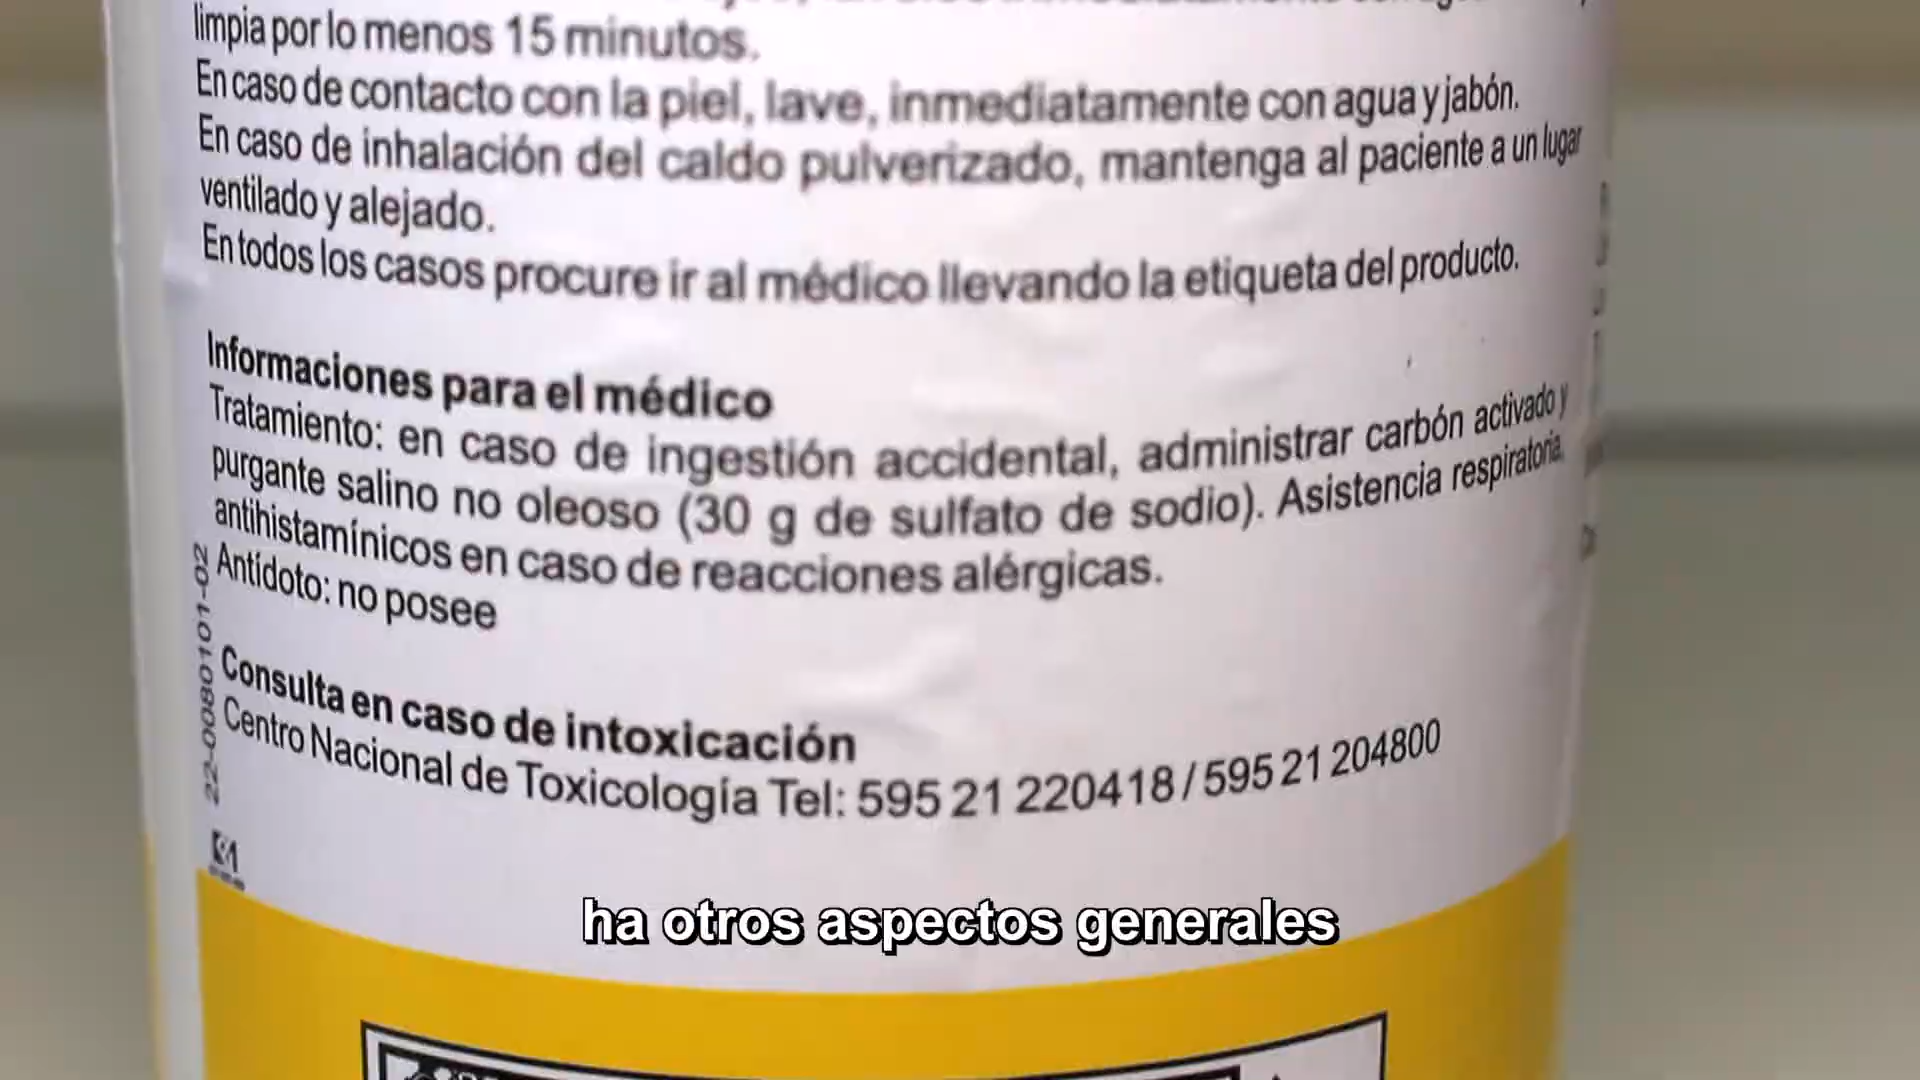 limpia por lo menos 15 minutos.
En caso de contacto con la piel, lave, inmediatamente con agua y jabón.
En caso de inhalación del caldo pulverizado, mantenga al paciente a un lugar
ventilado y alejado.
En todos los casos procure ir al médico llevando la etiqueta del producto.
Informaciones para el médico
Tratamiento: en caso de ingestión accidental, administrar carbón activado y
purgante salino no oleoso (30 g de sulfato de sodio). Asistencia respiratoria,
antihistamínicos en caso de reacciones alérgicas.
Antídoto: no posee
Consulta en caso de intoxicación
Centro Nacional de Toxicología Tel: 595 21 220418 / 595 21 204800
22-0080101-02
ha otros aspectos generales